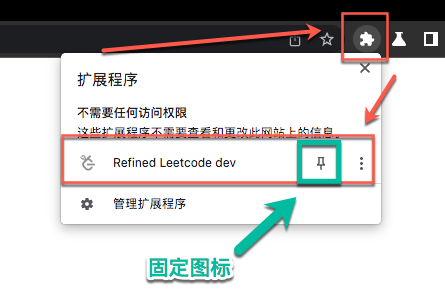 扩展程序
不需要任何访问权限
这些扩展程序不需要查看和更改此网站上的信息。
Refined Leetcode dev
管理扩展程序
固定图标